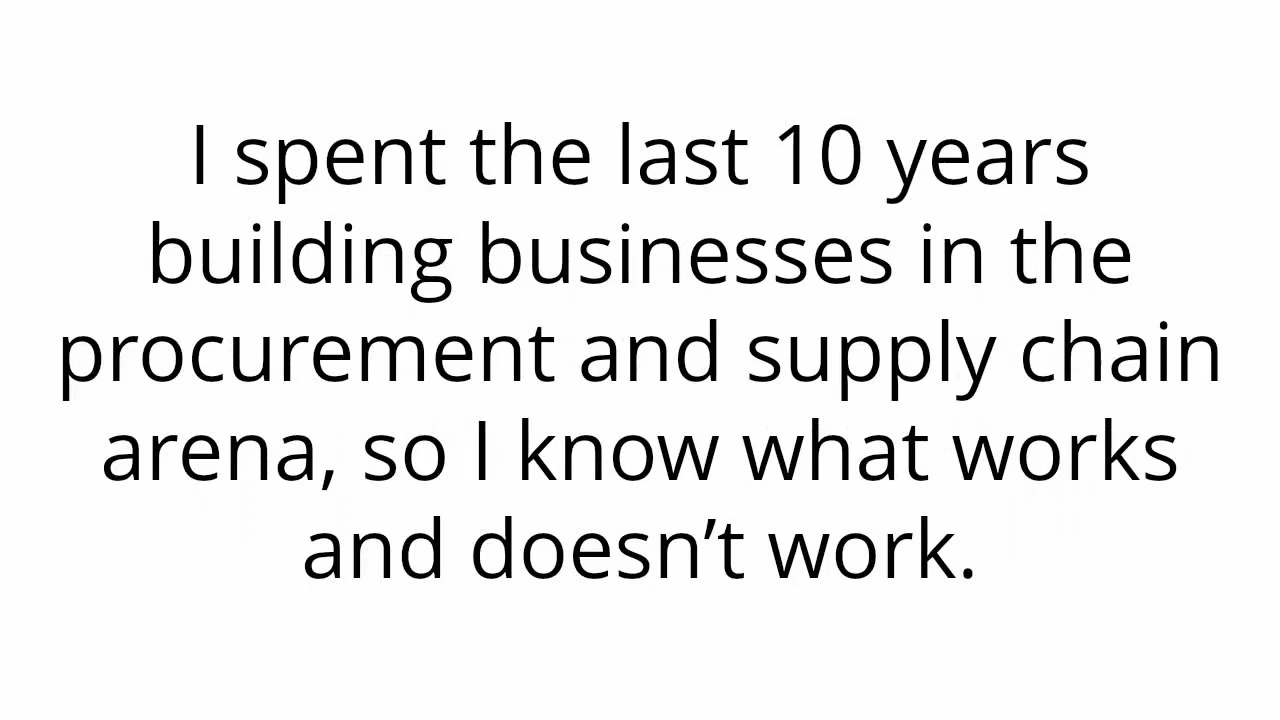 I spent the last 10 years
building businesses in the
procurement and supply chain
arena, so I know what works
and doesn’t work.